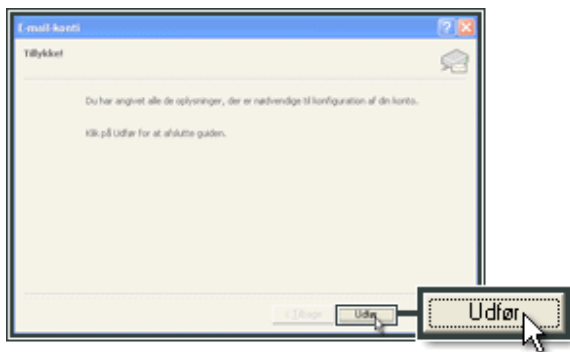 E-mail-konti
Tillykke!
Du har angivet alle de oplysninger, der er nødvendige til konfiguration af din konto.
Klik på Udfør for at afslutte guiden.
< Tilbage
Udfør
Udfør